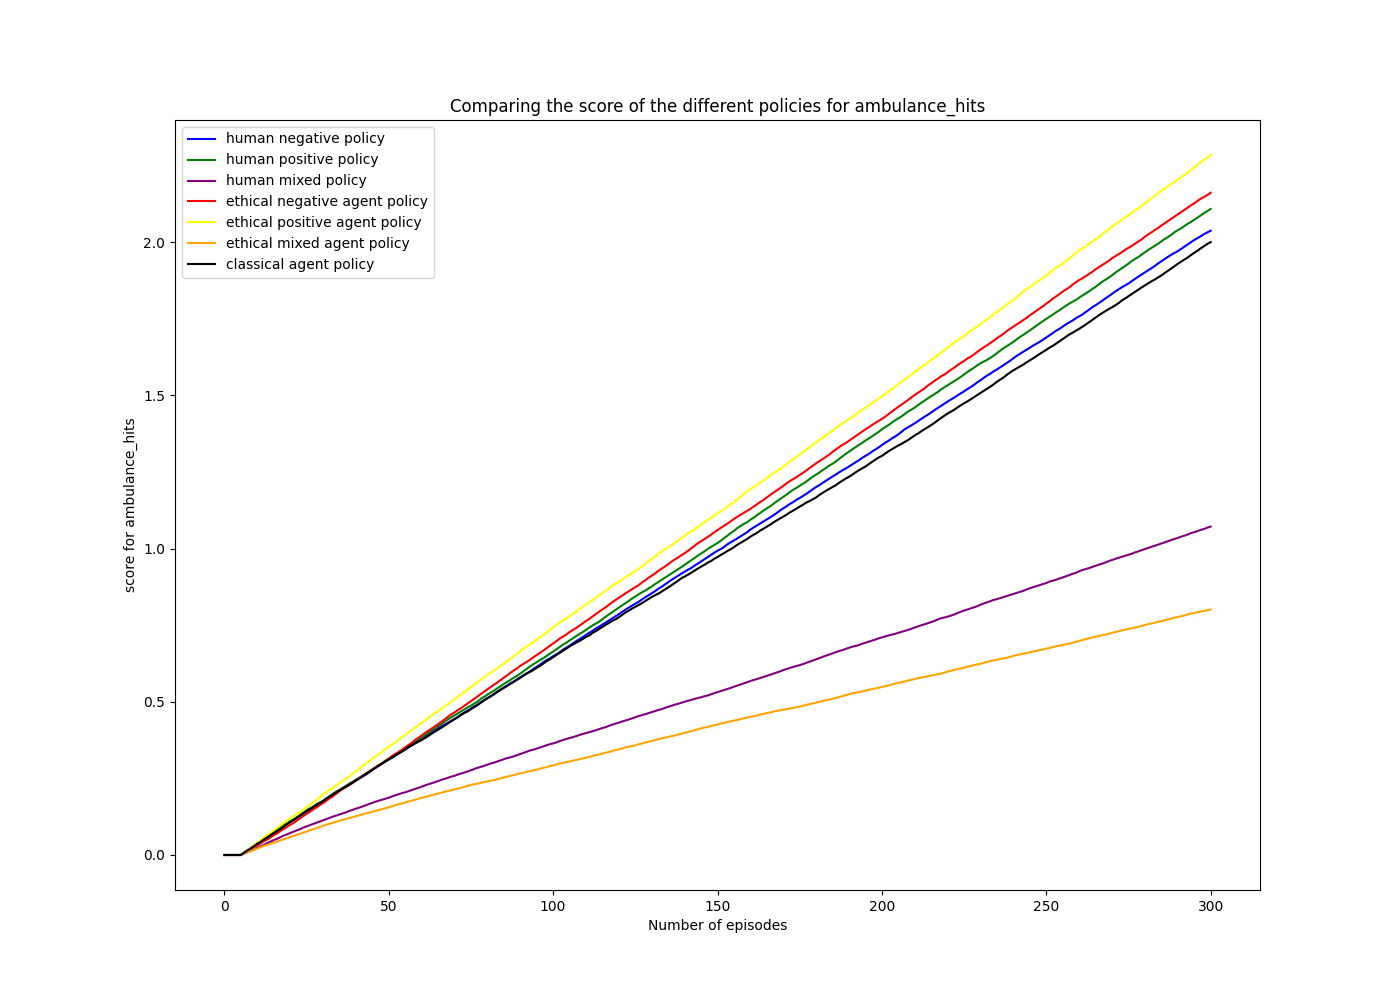 Comparing the score of the different policies for ambulance_hits
human negative policy
human positive policy
human mixed policy
ethical negative agent policy
ethical positive agent policy
ethical mixed agent policy
classical agent policy
score for ambulance_hits
2.0
1.5
1.0
0.5
0.0
0 50 100 150 200 250 300
Number of episodes